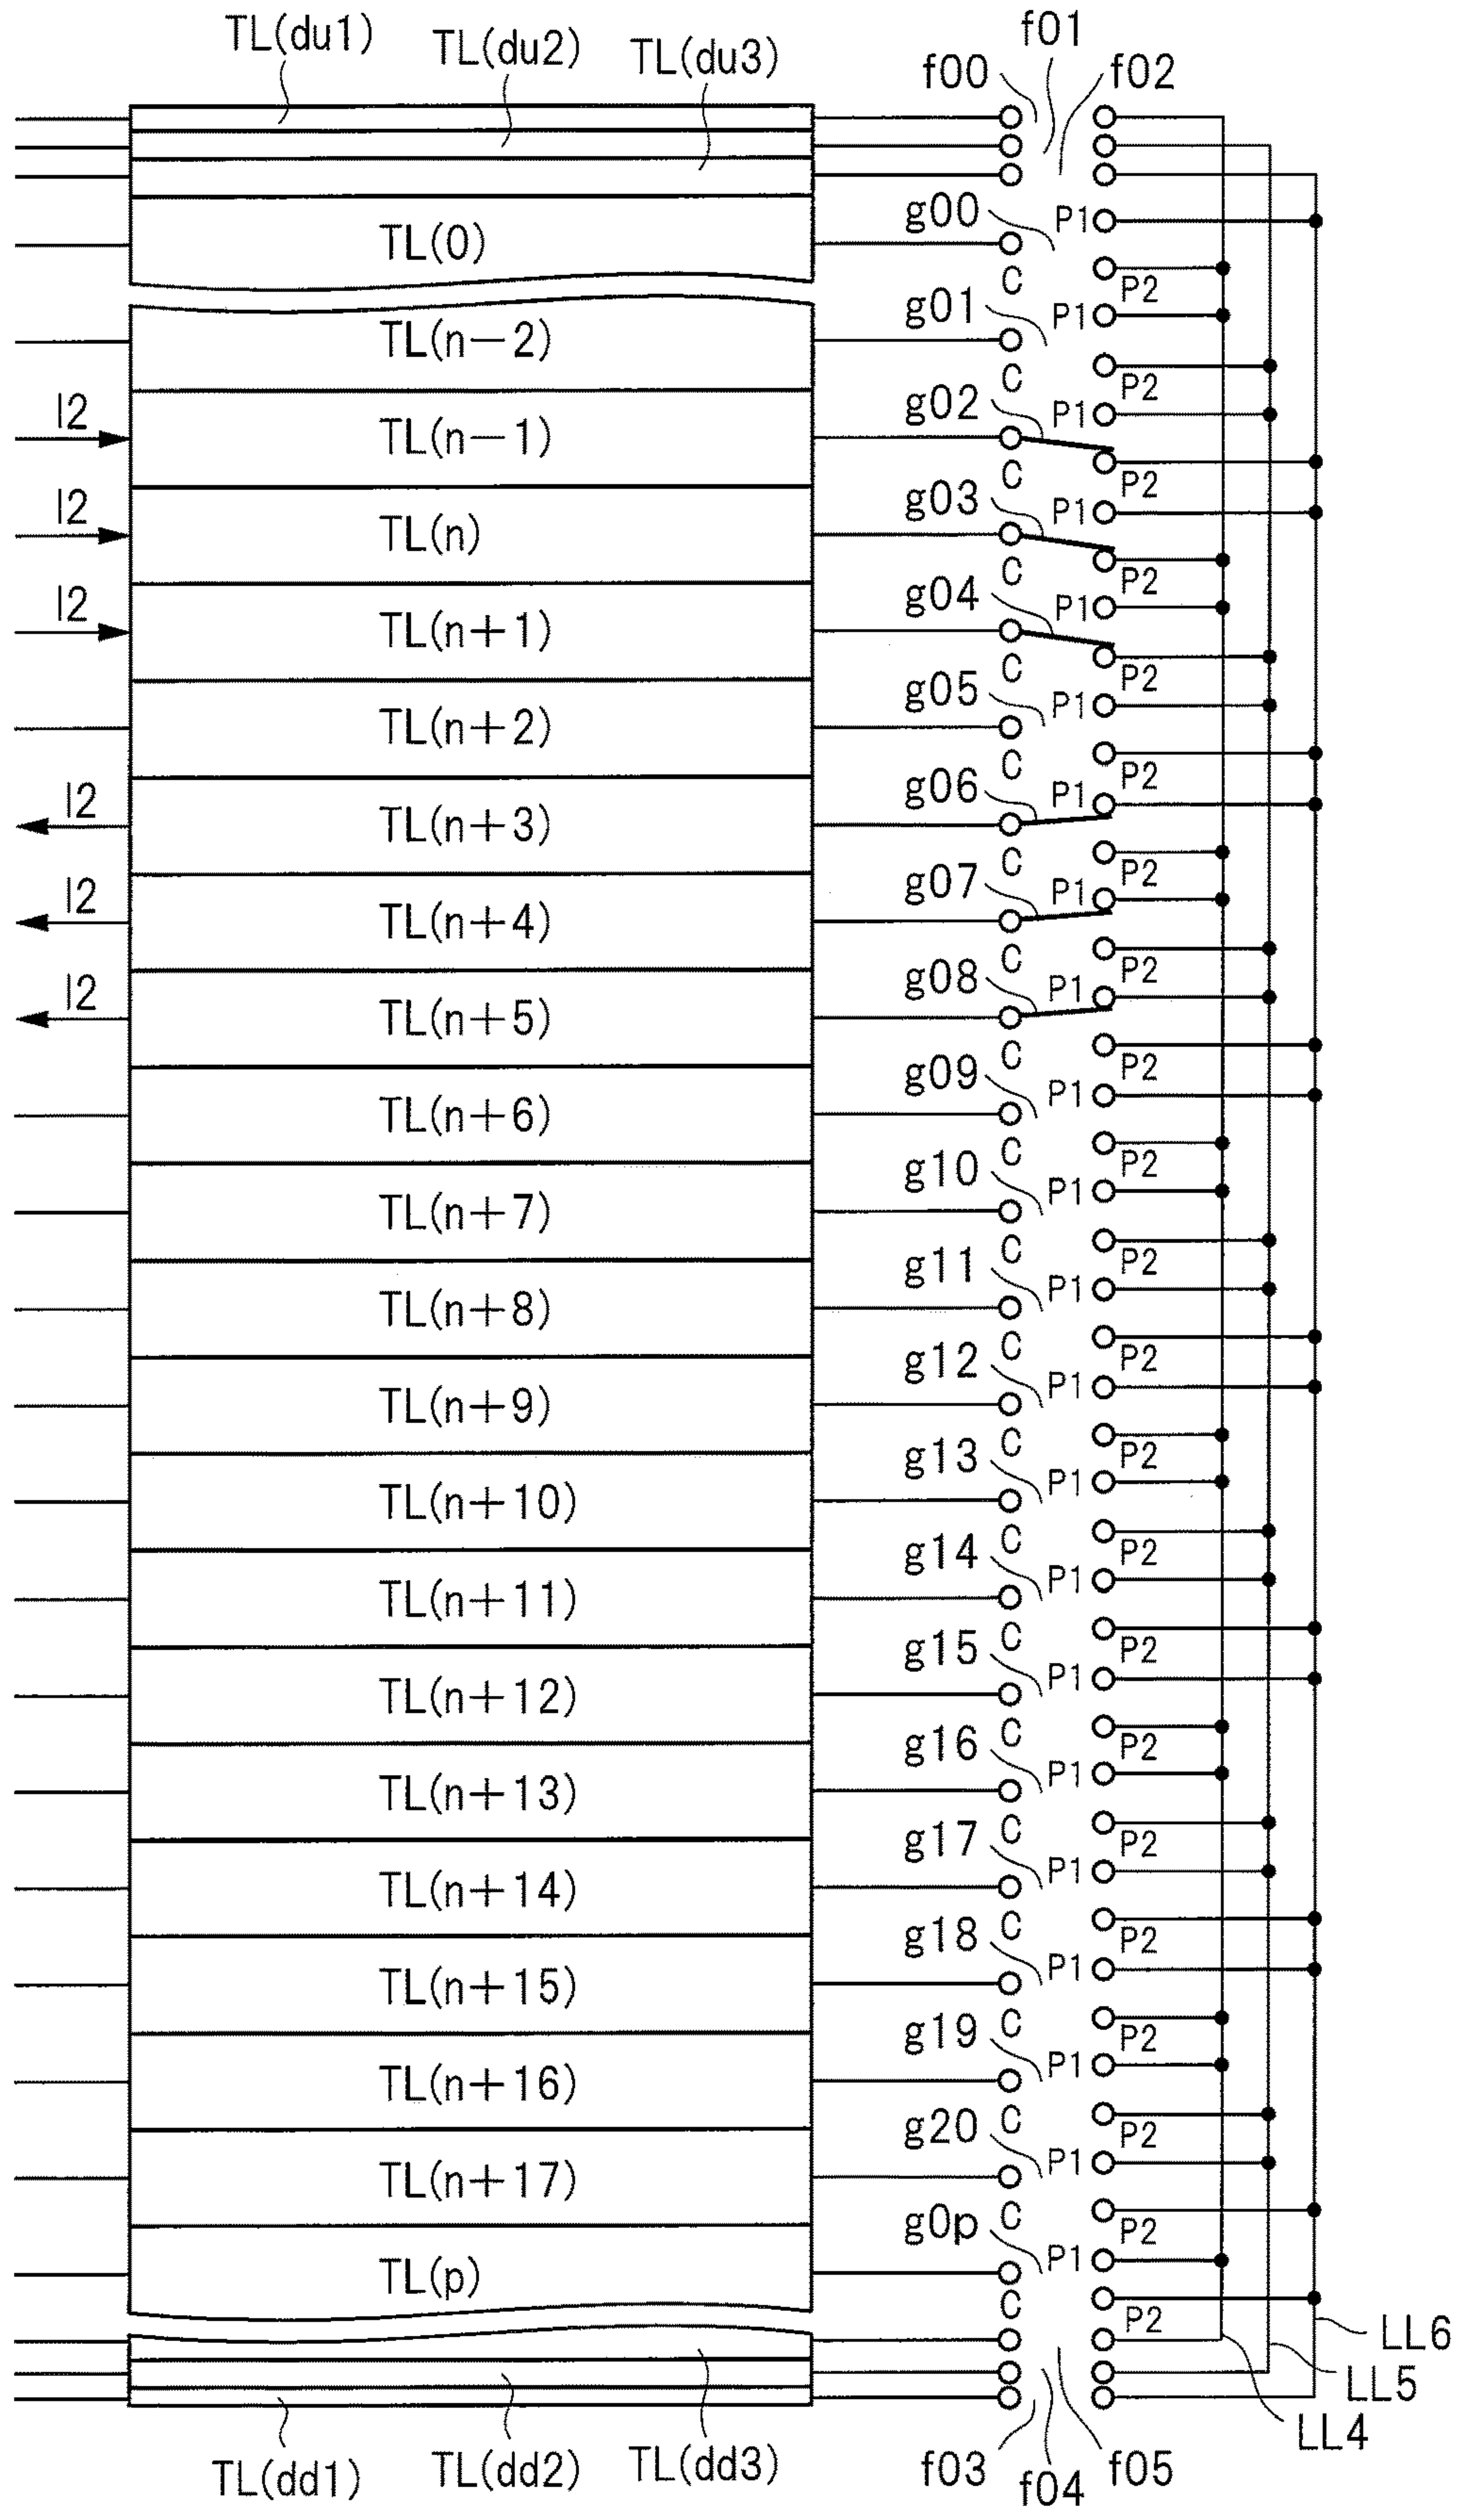 TL(du1) TL(du2) TL(du3) f00 f01 f02
TL(0) g00 P1
C P2
TL(n−2) g01 P1
C P2
I2 TL(n−1) g02 P1
C P2
I2 TL(n) g03 P1
C P2
I2 TL(n+1) g04 P1
C P2
TL(n+2) g05 P1
C P2
I2 TL(n+3) g06 P1
C P2
I2 TL(n+4) g07 P1
C P2
I2 TL(n+5) g08 P1
C P2
TL(n+6) g09 P1
C P2
TL(n+7) g10 P1
C P2
TL(n+8) g11 P1
C P2
TL(n+9) g12 P1
C P2
TL(n+10) g13 P1
C P2
TL(n+11) g14 P1
C P2
TL(n+12) g15 P1
C P2
TL(n+13) g16 P1
C P2
TL(n+14) g17 P1
C P2
TL(n+15) g18 P1
C P2
TL(n+16) g19 P1
C P2
TL(n+17) g20 P1
C P2
TL(p) g0p P1
C P2
LL6
LL5
LL4
TL(dd1) TL(dd2) TL(dd3) f03 f04 f05